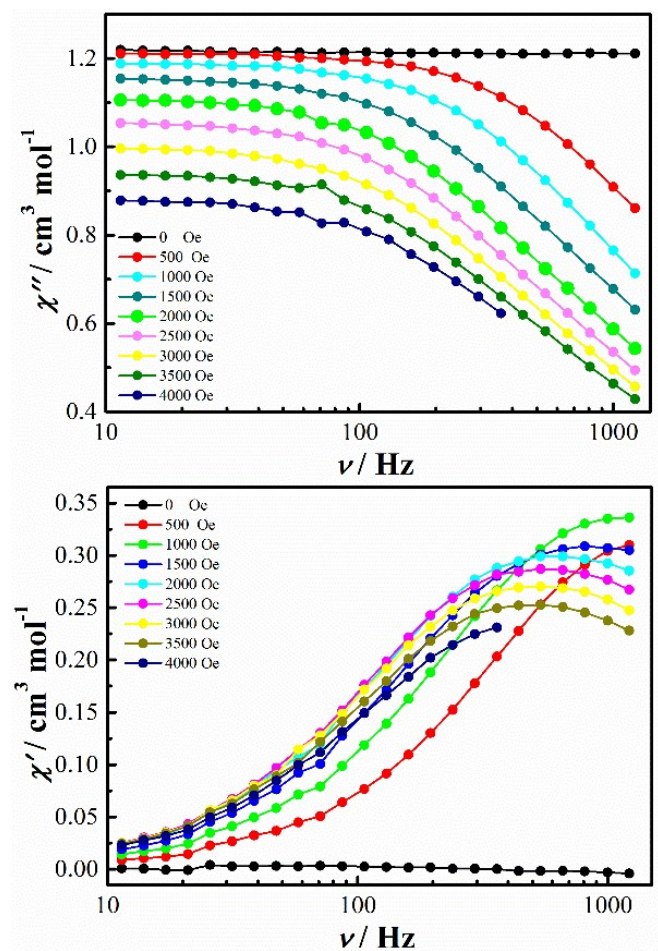 1.2
1.0
0.8
0.6
0.4
χ″/ cm³ mol⁻¹
0 Oe
500 Oe
1000 Oe
1500 Oe
2000 Oe
2500 Oe
3000 Oe
3500 Oe
4000 Oe
10 100 1000
ν / Hz
0.35
0.30
0.25
0.20
0.15
0.10
0.05
0.00
χ′/ cm³ mol⁻¹
0 Oe
500 Oe
1000 Oe
1500 Oe
2000 Oe
2500 Oe
3000 Oe
3500 Oe
4000 Oe
10 100 1000
ν / Hz